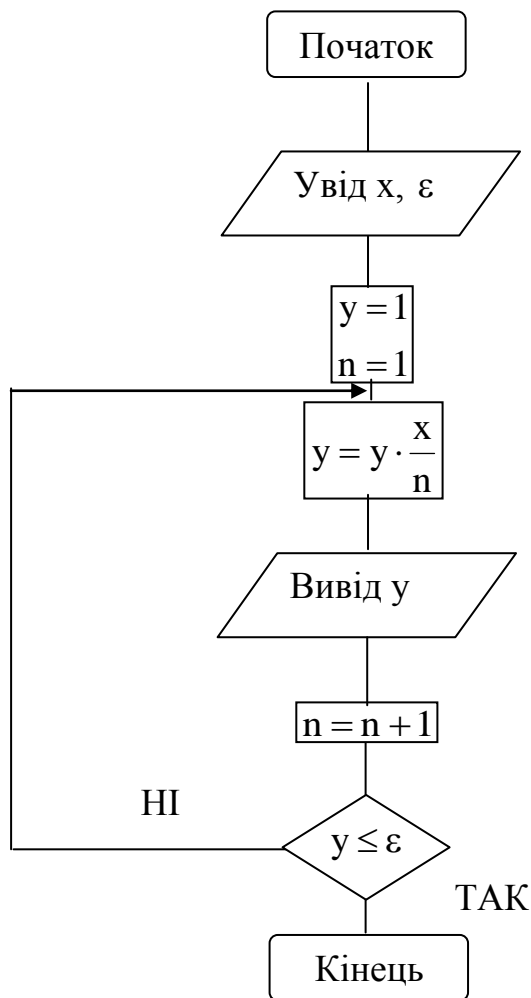 Початок
Увід x, ε
y = 1
n = 1
y = y · x/n
Вивід y
n = n + 1
НІ
y ≤ ε
ТАК
Кінець